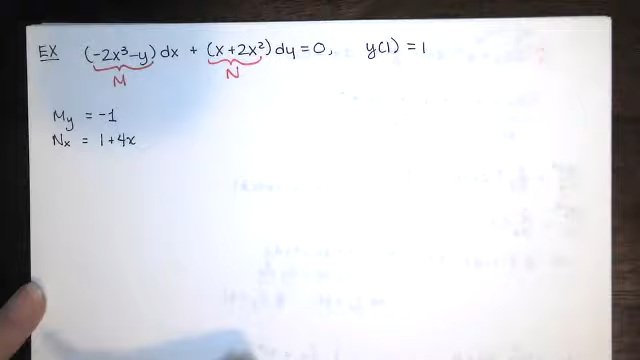 EX (-2x³-y) dx + (x+2x²) dy = 0, y(1) = 1
M N
My = -1
Nx = 1+4x